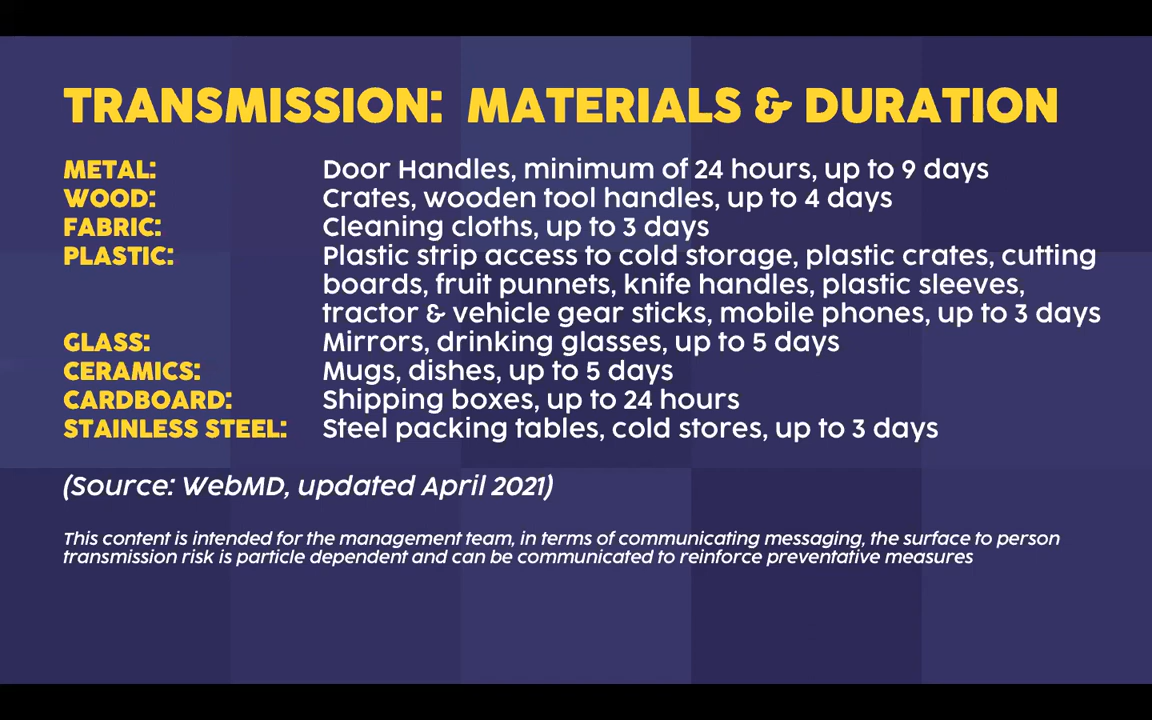 TRANSMISSION: MATERIALS & DURATION
METAL: Door Handles, minimum of 24 hours, up to 9 days
WOOD: Crates, wooden tool handles, up to 4 days
FABRIC: Cleaning cloths, up to 3 days
PLASTIC: Plastic strip access to cold storage, plastic crates, cutting
boards, fruit punnets, knife handles, plastic sleeves,
tractor & vehicle gear sticks, mobile phones, up to 3 days
GLASS: Mirrors, drinking glasses, up to 5 days
CERAMICS: Mugs, dishes, up to 5 days
CARDBOARD: Shipping boxes, up to 24 hours
STAINLESS STEEL: Steel packing tables, cold stores, up to 3 days
(Source: WebMD, updated April 2021)
This content is intended for the management team, in terms of communicating messaging, the surface to person
transmission risk is particle dependent and can be communicated to reinforce preventative measures